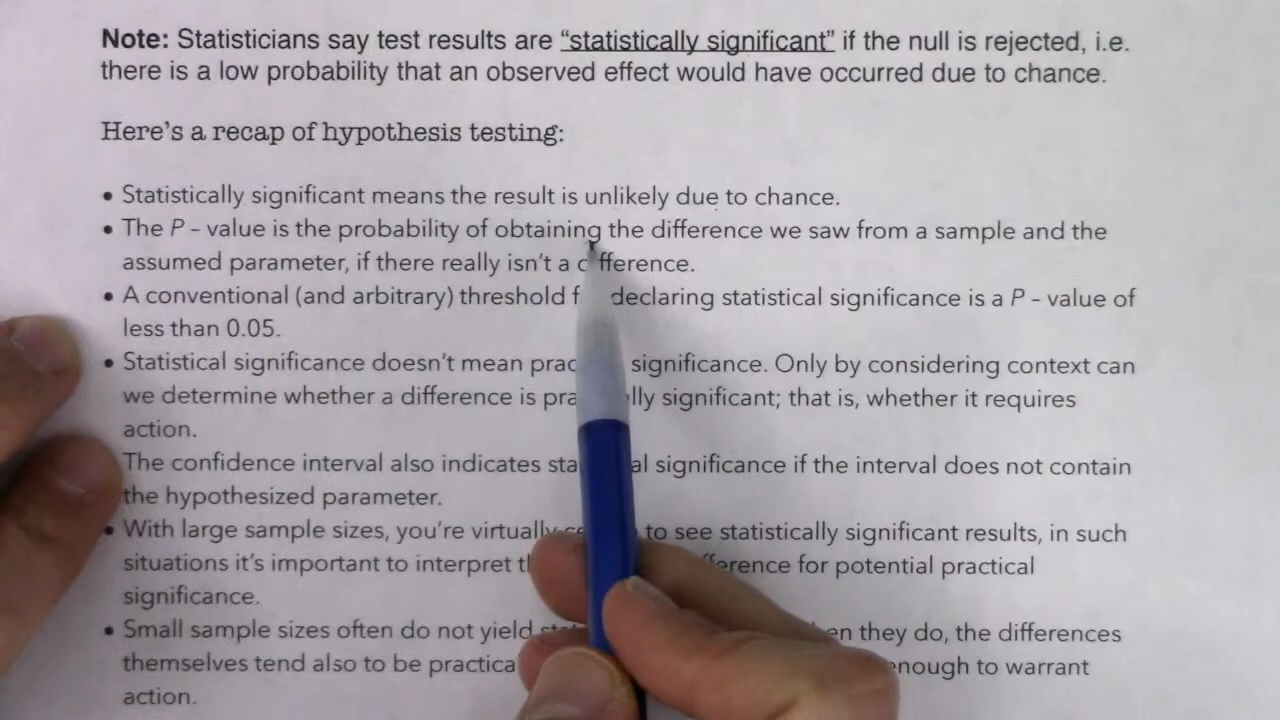 Note: Statisticians say test results are “statistically significant” if the null is rejected, i.e.
there is a low probability that an observed effect would have occurred due to chance.
Here’s a recap of hypothesis testing:
• Statistically significant means the result is unlikely due to chance.
• The P – value is the probability of obtaining the difference we saw from a sample and the
assumed parameter, if there really isn’t a difference.
• A conventional (and arbitrary) threshold declaring statistical significance is a P – value of
less than 0.05.
• Statistical significance doesn’t mean significance. Only by considering context can
we determine whether a difference is significant; that is, whether it requires
action.
The confidence interval also indicates significance if the interval does not contain
the hypothesized parameter.
• With large sample sizes, you’re virtually to see statistically significant results, in such
situations it’s important to interpret for potential practical
significance.
• Small sample sizes often do not yield they do, the differences
themselves tend also to be enough to warrant
action.